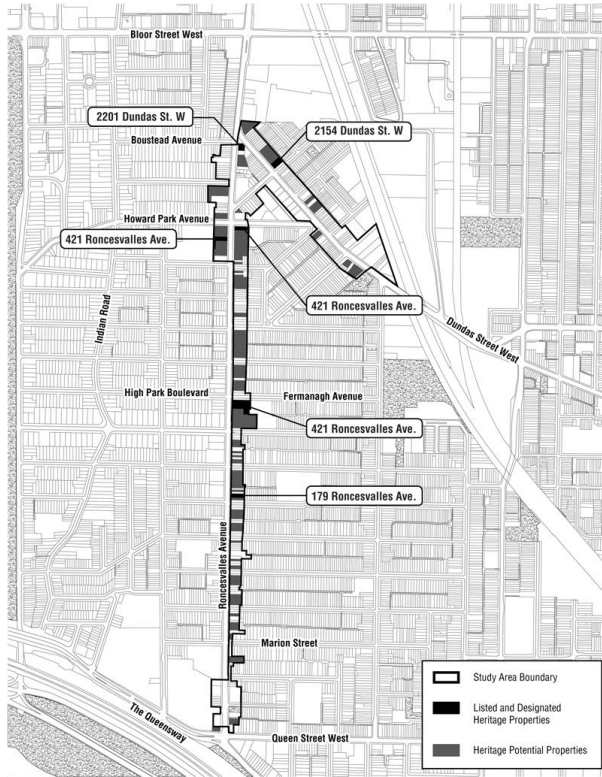 Bloor Street West
2201 Dundas St. W
2154 Dundas St. W
Boustead Avenue
Howard Park Avenue
421 Roncesvalles Ave.
421 Roncesvalles Ave.
Indian Road
Dundas Street West
High Park Boulevard
Fermanagh Avenue
421 Roncesvalles Ave.
179 Roncesvalles Ave.
Roncesvalles Avenue
Marion Street
The Queensway
Queen Street West
Study Area Boundary
Listed and Designated
Heritage Properties
Heritage Potential Properties